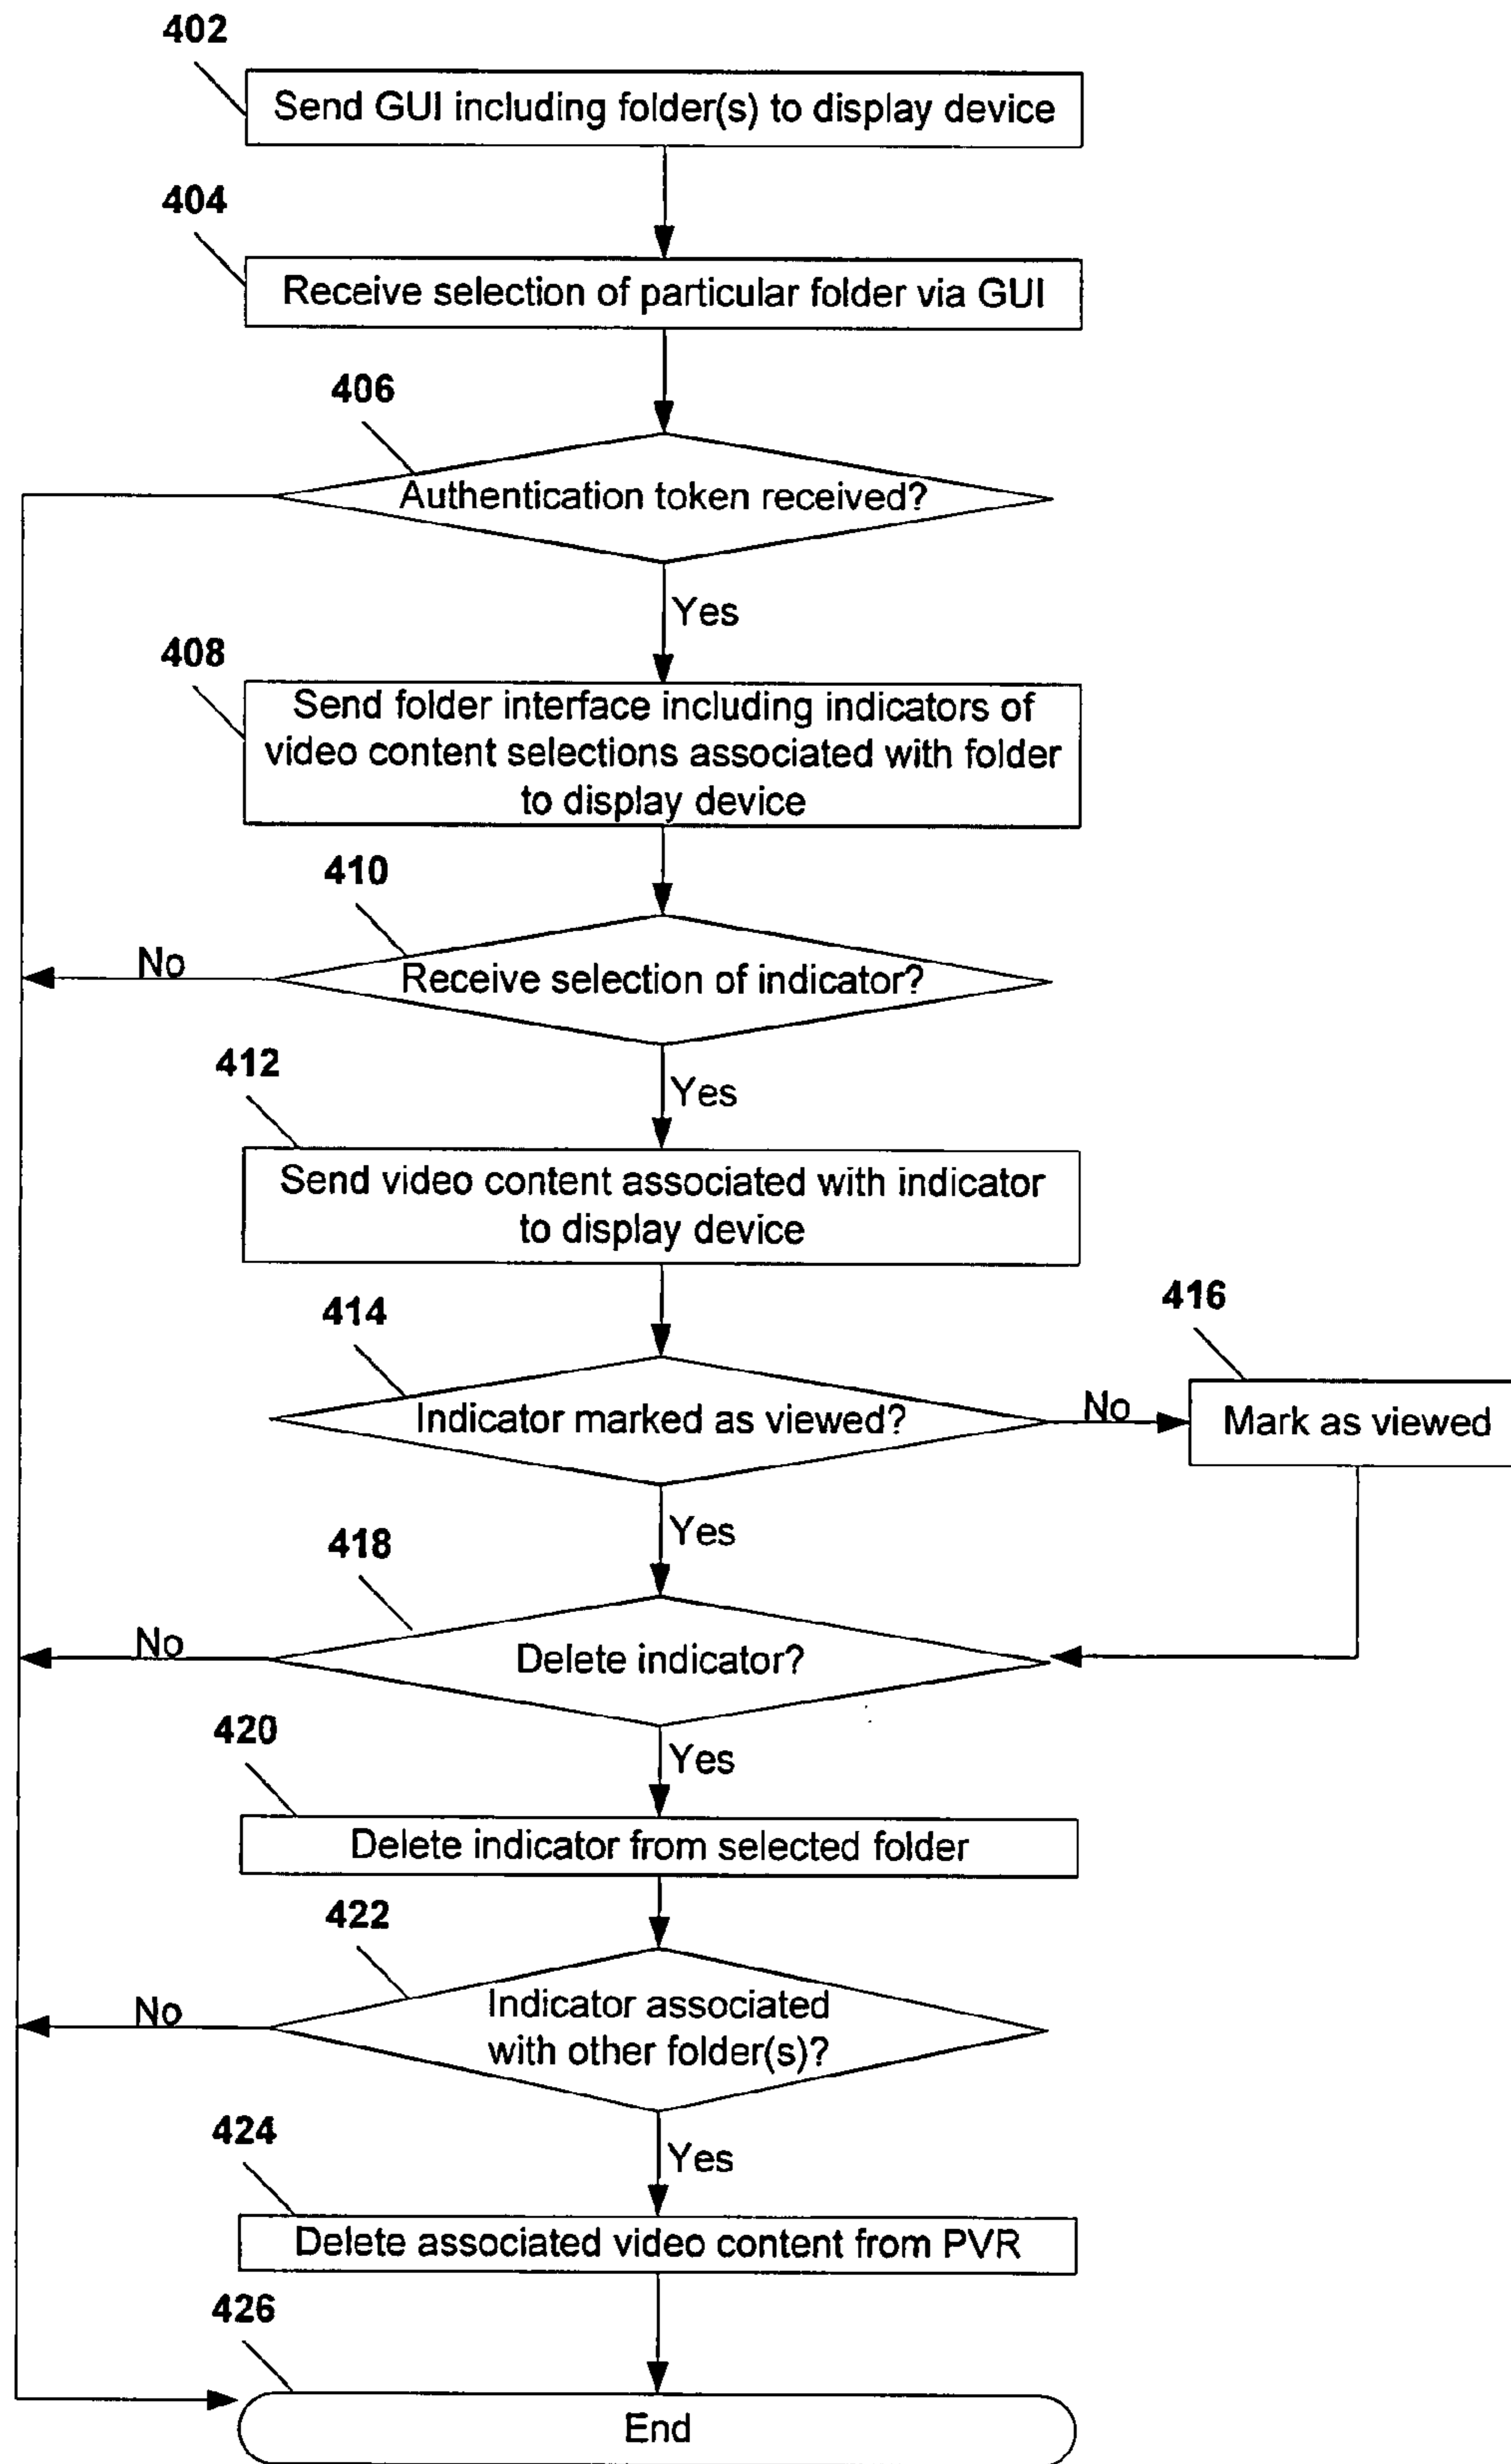 402
Send GUI including folder(s) to display device
404
Receive selection of particular folder via GUI
406
Authentication token received?
Yes
408
Send folder interface including indicators of
video content selections associated with folder
to display device
410
No
Receive selection of indicator?
412
Yes
Send video content associated with indicator
to display device
414
416
Indicator marked as viewed?
No
Mark as viewed
Yes
418
No
Delete indicator?
420
Yes
Delete indicator from selected folder
422
Indicator associated
No
with other folder(s)?
424
Yes
Delete associated video content from PVR
426
End